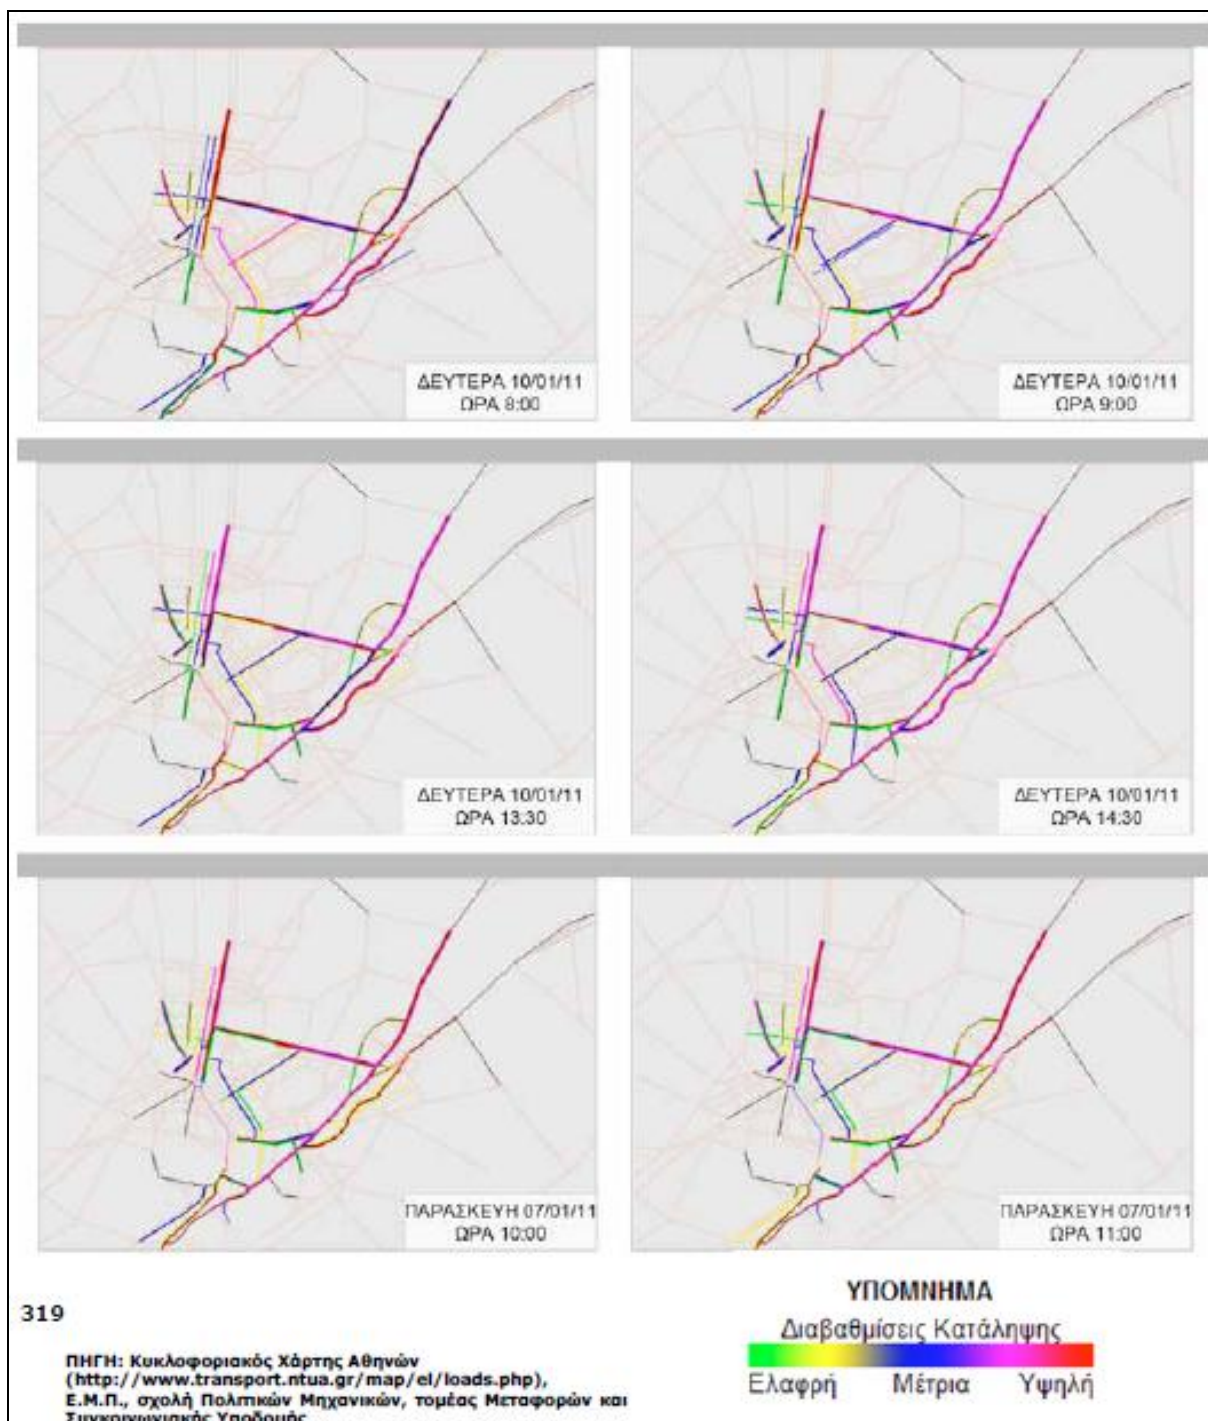 ΔΕΥΤΕΡΑ 10/01/11
ΩΡΑ 8:00
ΔΕΥΤΕΡΑ 10/01/11
ΩΡΑ 9:00
ΔΕΥΤΕΡΑ 10/01/11
ΩΡΑ 13:30
ΔΕΥΤΕΡΑ 10/01/11
ΩΡΑ 14:30
ΠΑΡΑΣΚΕΥΗ 07/01/11
ΩΡΑ 10:00
ΠΑΡΑΣΚΕΥΗ 07/01/11
ΩΡΑ 11:00
319
ΥΠΟΜΝΗΜΑ
Διαβαθμίσεις Κατάληψης
Ελαφρή Μέτρια Υψηλή
ΠΗΓΗ: Κυκλοφοριακός Χάρτης Αθηνών
(http://www.transport.ntua.gr/map/el/loads.php),
Ε.Μ.Π., σχολή Πολιτικών Μηχανικών, τομέας Μεταφορών και
Συγκοινωνιακής Υποδομής